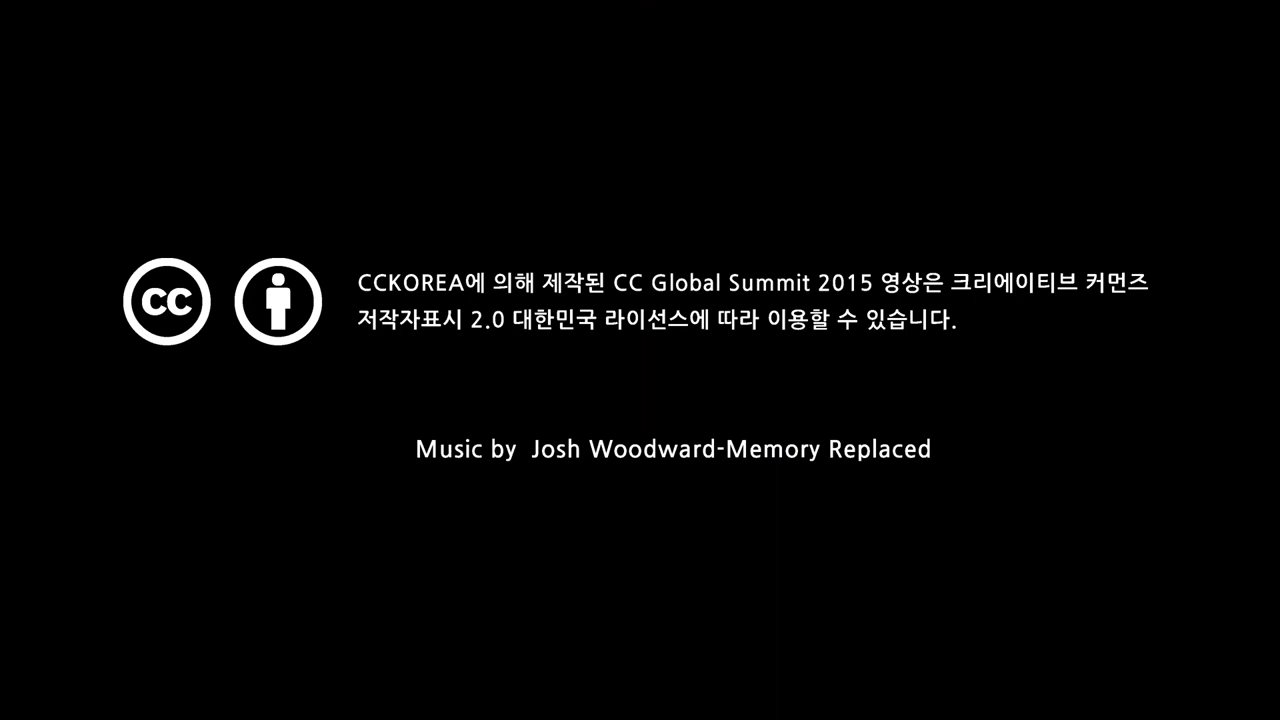 CC
CCKOREA에 의해 제작된 CC Global Summit 2015 영상은 크리에이티브 커먼즈
저작자표시 2.0 대한민국 라이선스에 따라 이용할 수 있습니다.
Music by  Josh Woodward-Memory Replaced